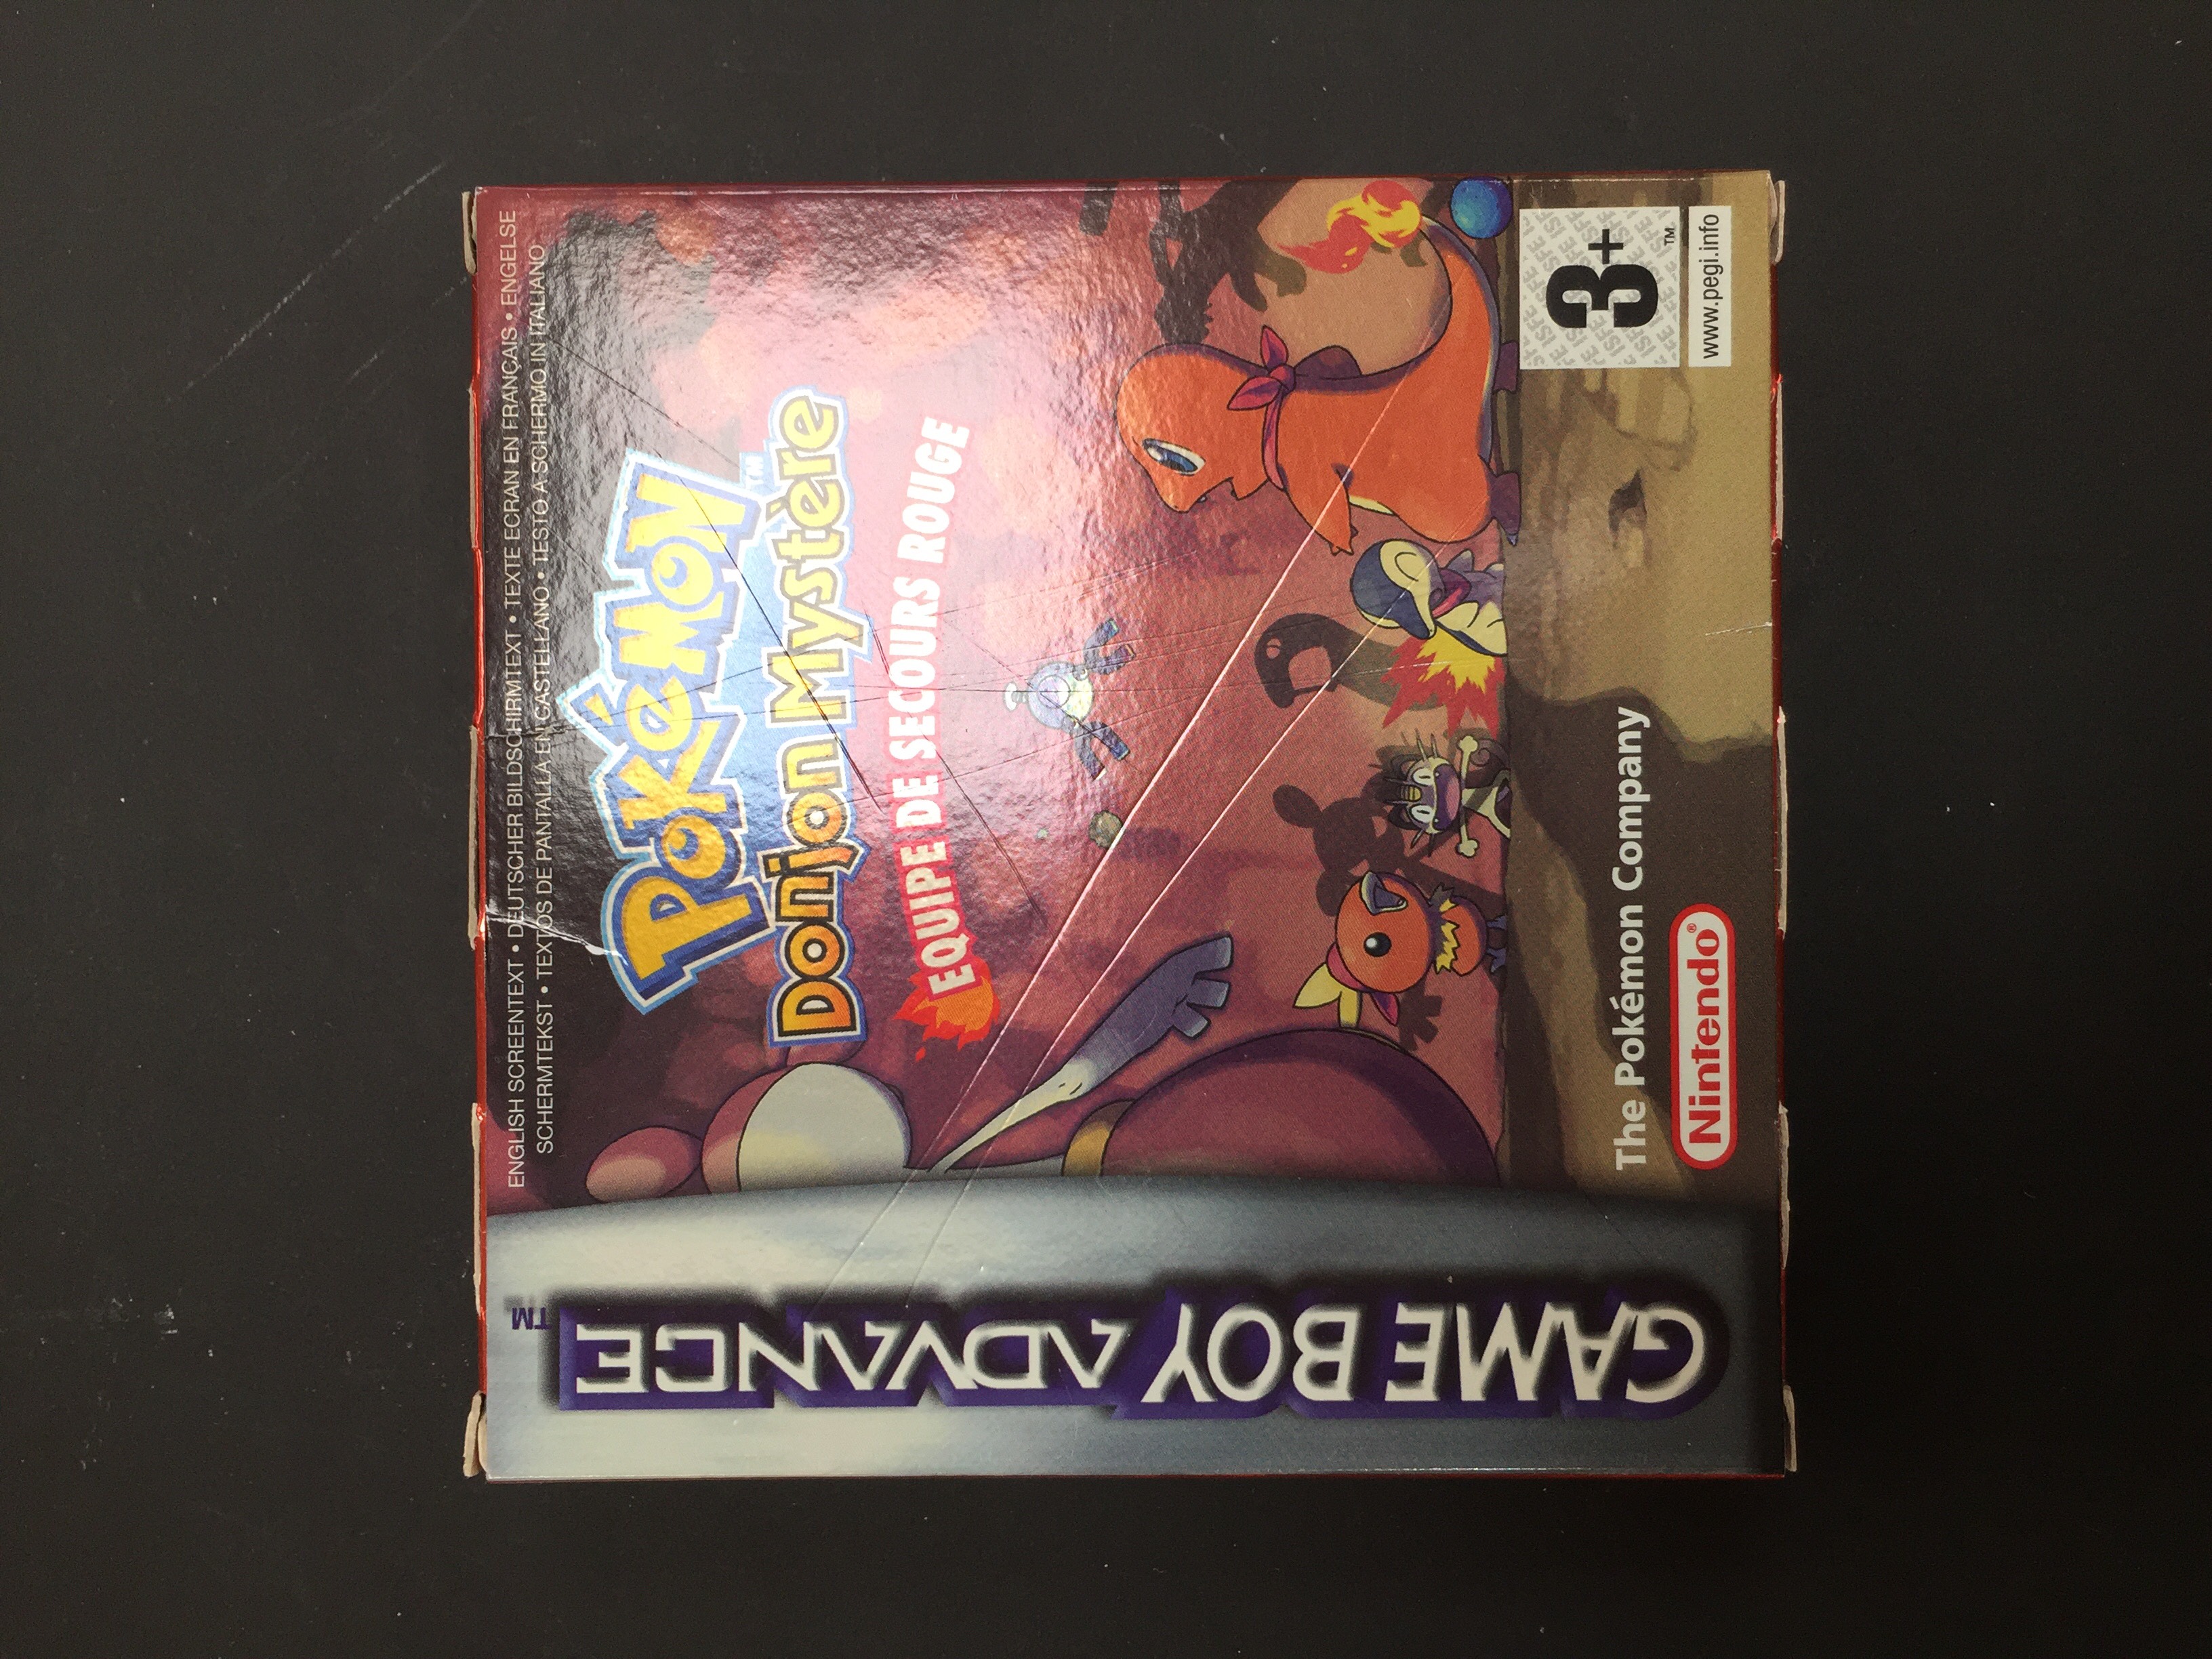 GAME BOY ADVANCE™
ENGLISH SCREENTEXT • DEUTSCHER BILDSCHIRMTEXT • TEXTE ECRAN EN FRANÇAIS • ENGELSE
SCHERMTEKST • TEXTOS DE PANTALLA EN CASTELLANO • TESTO A SCHERMO IN ITALIANO
POKéMON™
Donjon Mystère
EQUIPE DE SECOURS ROUGE
3+™
www.pegi.info
The Pokémon Company
Nintendo®